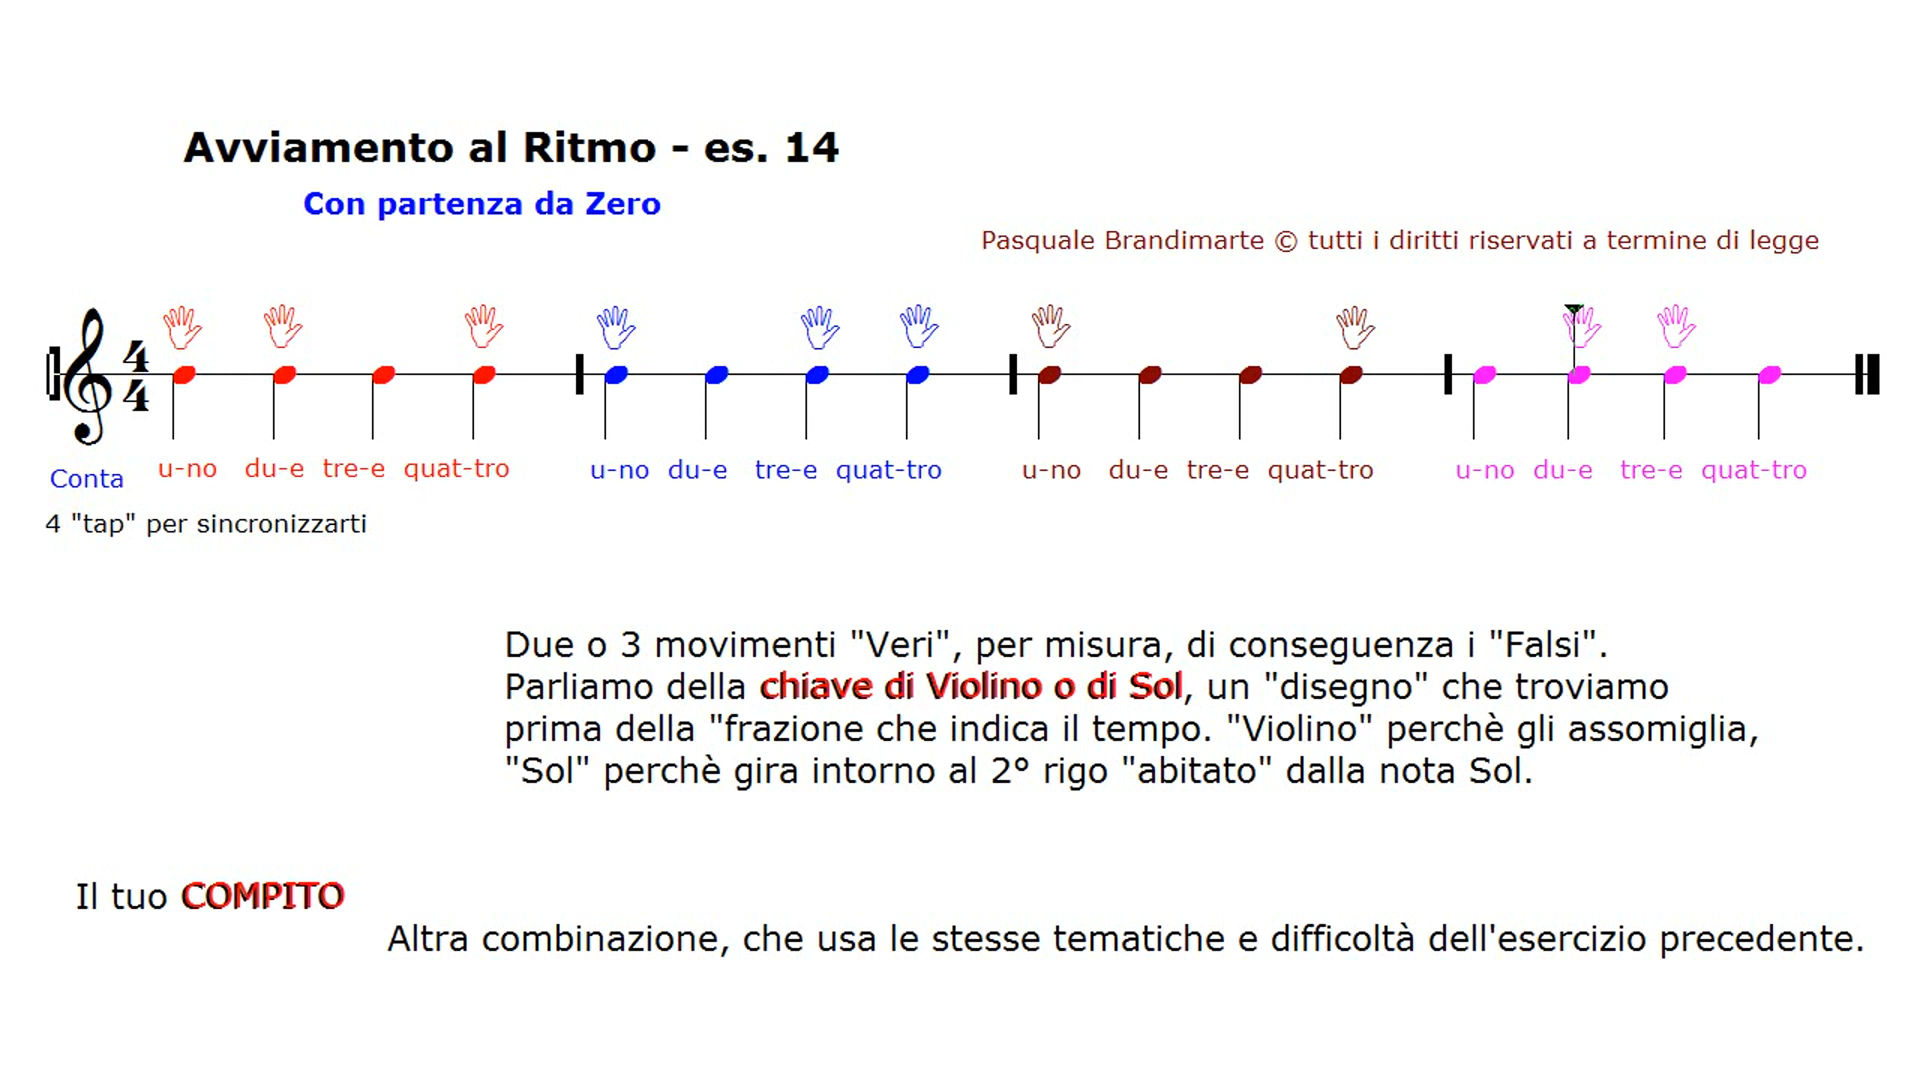 Avviamento al Ritmo - es. 14
Con partenza da Zero
Pasquale Brandimarte © tutti i diritti riservati a termine di legge
4
4
Conta u-no du-e tre-e quat-tro u-no du-e tre-e quat-tro u-no du-e tre-e quat-tro u-no du-e tre-e quat-tro
4 "tap" per sincronizzarti
Due o 3 movimenti "Veri", per misura, di conseguenza i "Falsi".
Parliamo della chiave di Violino o di Sol, un "disegno" che troviamo
prima della "frazione che indica il tempo. "Violino" perchè gli assomiglia,
"Sol" perchè gira intorno al 2° rigo "abitato" dalla nota Sol.
Il tuo COMPITO
Altra combinazione, che usa le stesse tematiche e difficoltà dell'esercizio precedente.